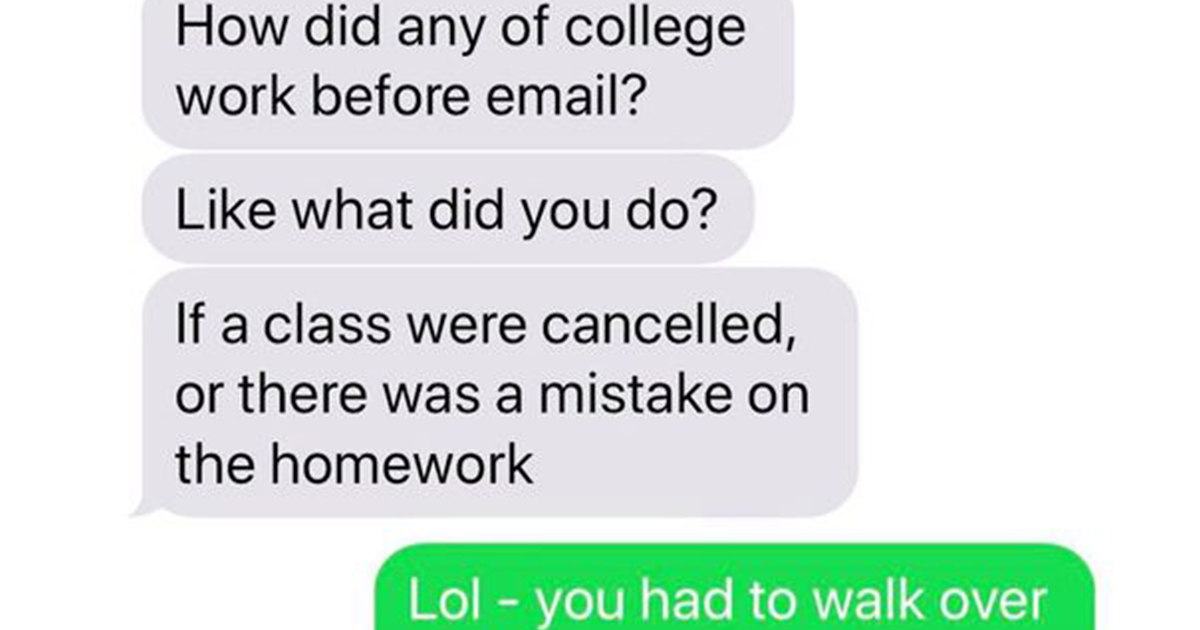 How did any of college
work before email?
Like what did you do?
If a class were cancelled,
or there was a mistake on
the homework
Lol - you had to walk over